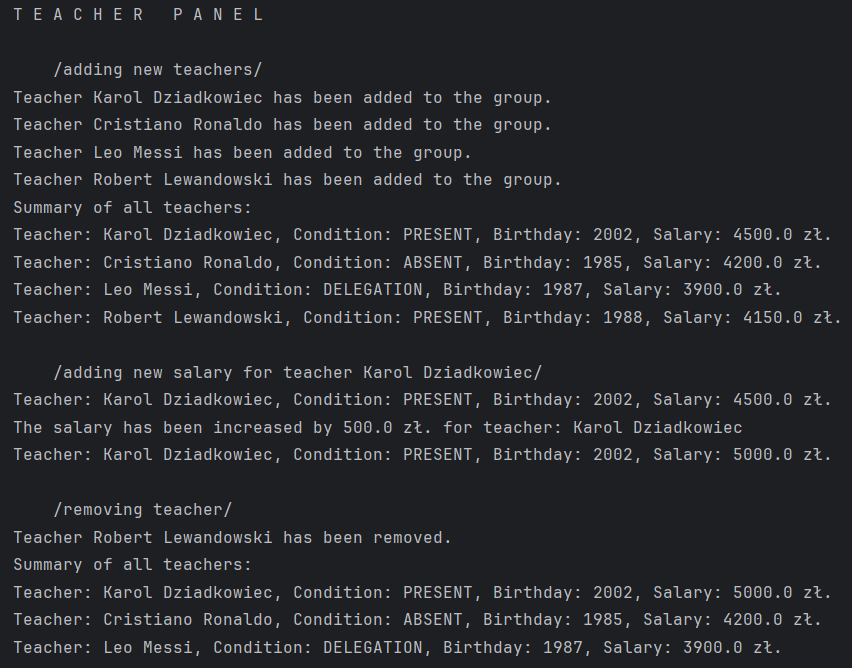 T E A C H E R   P A N E L
/adding new teachers/
Teacher Karol Dziadkowiec has been added to the group.
Teacher Cristiano Ronaldo has been added to the group.
Teacher Leo Messi has been added to the group.
Teacher Robert Lewandowski has been added to the group.
Summary of all teachers:
Teacher: Karol Dziadkowiec, Condition: PRESENT, Birthday: 2002, Salary: 4500.0 zł.
Teacher: Cristiano Ronaldo, Condition: ABSENT, Birthday: 1985, Salary: 4200.0 zł.
Teacher: Leo Messi, Condition: DELEGATION, Birthday: 1987, Salary: 3900.0 zł.
Teacher: Robert Lewandowski, Condition: PRESENT, Birthday: 1988, Salary: 4150.0 zł.
/adding new salary for teacher Karol Dziadkowiec/
Teacher: Karol Dziadkowiec, Condition: PRESENT, Birthday: 2002, Salary: 4500.0 zł.
The salary has been increased by 500.0 zł. for teacher: Karol Dziadkowiec
Teacher: Karol Dziadkowiec, Condition: PRESENT, Birthday: 2002, Salary: 5000.0 zł.
/removing teacher/
Teacher Robert Lewandowski has been removed.
Summary of all teachers:
Teacher: Karol Dziadkowiec, Condition: PRESENT, Birthday: 2002, Salary: 5000.0 zł.
Teacher: Cristiano Ronaldo, Condition: ABSENT, Birthday: 1985, Salary: 4200.0 zł.
Teacher: Leo Messi, Condition: DELEGATION, Birthday: 1987, Salary: 3900.0 zł.